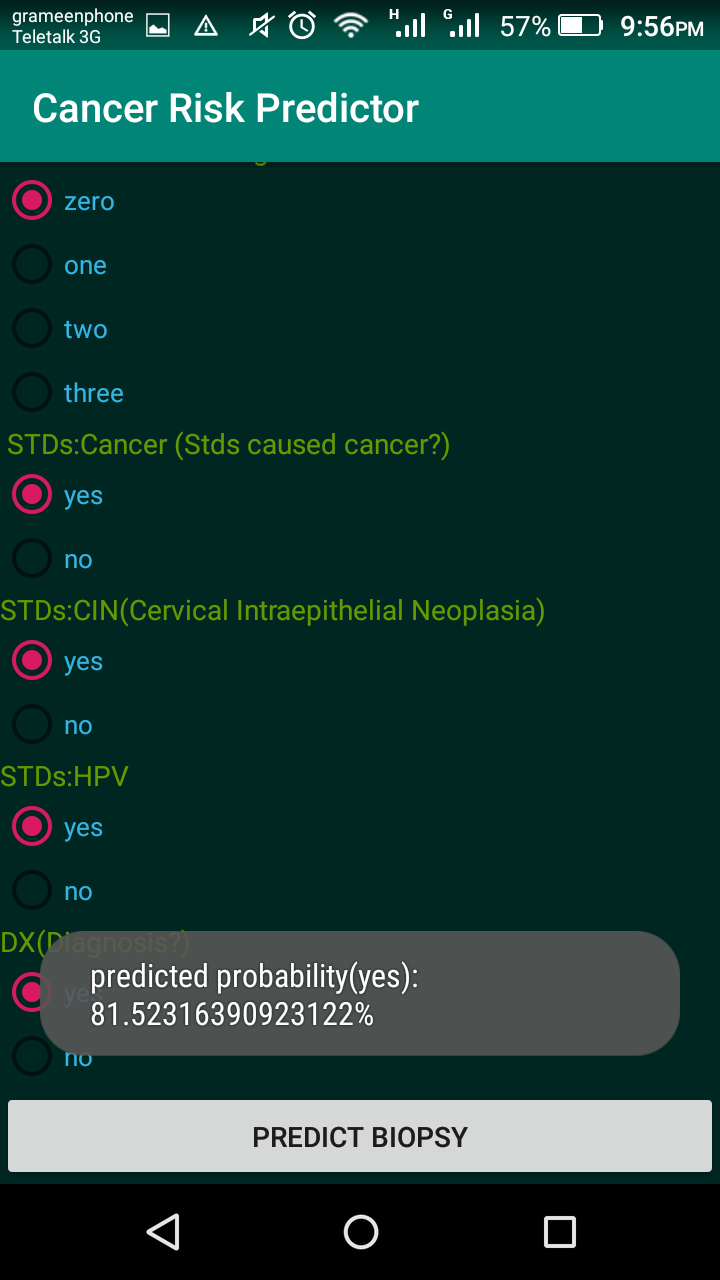 grameenphone
Teletalk 3G
H G 57% 9:56PM
Cancer Risk Predictor
zero
one
two
three
STDs:Cancer (Stds caused cancer?)
yes
no
STDs:CIN(Cervical Intraepithelial Neoplasia)
yes
no
STDs:HPV
yes
no
DX(Diagnosis?)
yes
predicted probability(yes):
81.52316390923122%
no
PREDICT BIOPSY